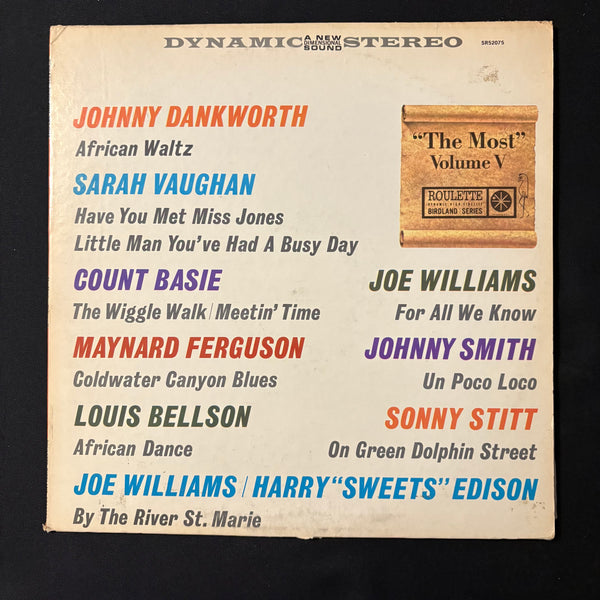 DYNAMIC A NEW DIMENSIONAL SOUND STEREO
SR52075
JOHNNY DANKWORTH
African Waltz
SARAH VAUGHAN
Have You Met Miss Jones
Little Man You've Had A Busy Day
"The Most"
Volume V
ROULETTE
DYNAMIC HIGH FIDELITY
BIRDLAND SERIES
COUNT BASIE
The Wiggle Walk/Meetin' Time
JOE WILLIAMS
For All We Know
MAYNARD FERGUSON
Coldwater Canyon Blues
JOHNNY SMITH
Un Poco Loco
LOUIS BELLSON
African Dance
SONNY STITT
On Green Dolphin Street
JOE WILLIAMS/HARRY "SWEETS" EDISON
By The River St. Marie